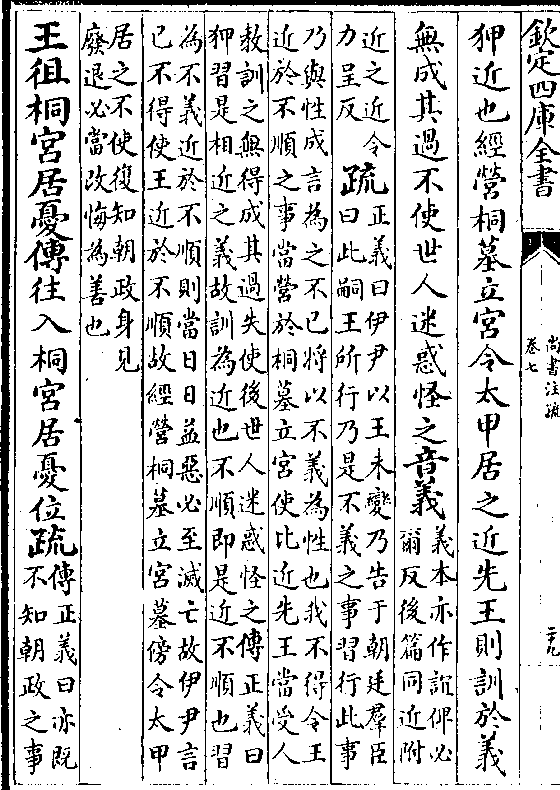 欽定四庫全書
尚書注疏
卷七
狎近也經營桐墓立宮令太甲居之近先王則訓於義
無成其過不使世人迷惑怪之音義
義本亦作誼俾必
爾反後篇同近附
近之近令
力呈反
疏
正義曰伊尹以王未變乃告于朝廷羣臣
曰此嗣王所行乃是不義之事習行此事
乃與性成言為之不已將以不義為性也我不得令王
近於不順之事當營於桐墓立宮使比近先王當受人
教訓之無得成其過失使後世人迷惑怪之傳正義曰
狎習是相近之義故訓為近也不順即是近不順也習
為不義近於不順則當日日益惡必至滅亡故伊尹言
已不得使王近於不順故經營桐墓立宮墓傍令太甲
居之不使復知朝政身見
廢退必當改悔為善也
王徂桐宮居憂傳往入桐宮居憂位疏
傳正義曰亦既
不知朝政之事